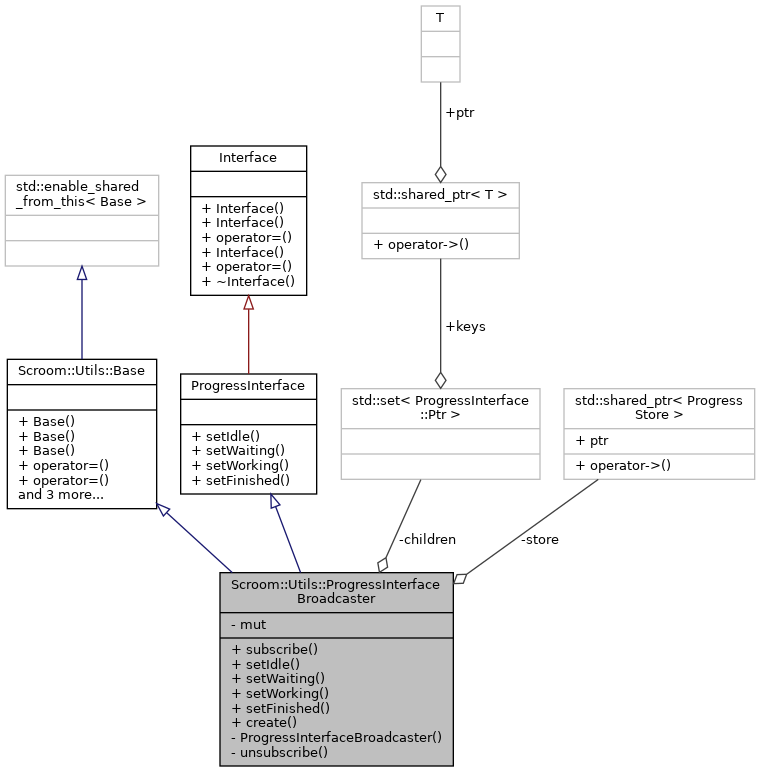 T
+ptr
std::shared_ptr< T >
+ operator->()
std::enable_shared
_from_this< Base >
Interface
+ Interface()
+ Interface()
+ operator=()
+ Interface()
+ operator=()
+ ~Interface()
+keys
Scroom::Utils::Base
+ Base()
+ Base()
+ Base()
+ operator=()
+ operator=()
and 3 more...
ProgressInterface
+ setIdle()
+ setWaiting()
+ setWorking()
+ setFinished()
std::set< ProgressInterface
::Ptr >
std::shared_ptr< Progress
Store >
+ ptr
+ operator->()
-children
-store
Scroom::Utils::ProgressInterface
Broadcaster
- mut
+ subscribe()
+ setIdle()
+ setWaiting()
+ setWorking()
+ setFinished()
+ create()
- ProgressInterfaceBroadcaster()
- unsubscribe()